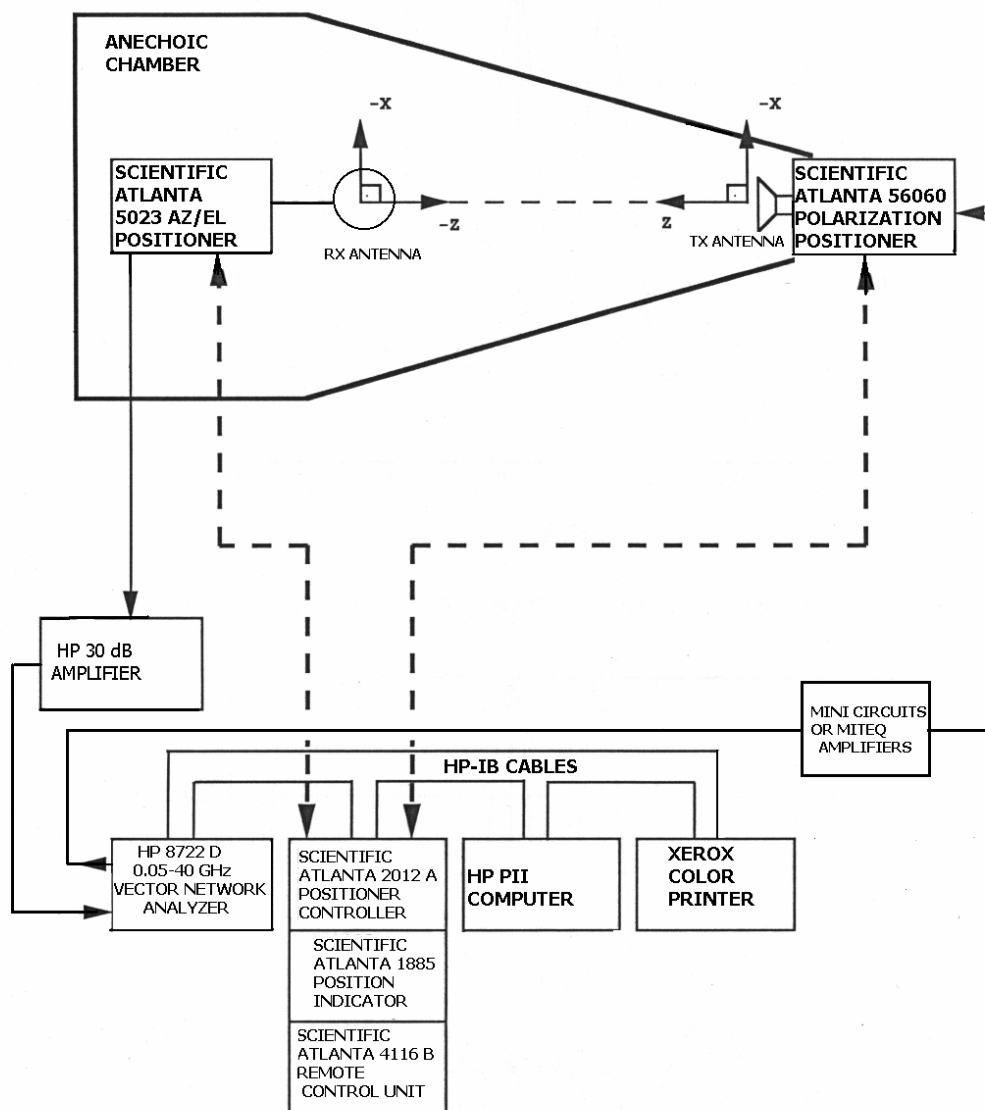 ANECHOIC
CHAMBER
-X
-X
SCIENTIFIC
ATLANTA
5023 AZ/EL
POSITIONER
-Z
RX ANTENNA
Z
TX ANTENNA
SCIENTIFIC
ATLANTA 56060
POLARIZATION
POSITIONER
HP 30 dB
AMPLIFIER
MINI CIRCUITS
OR MITEQ
AMPLIFIERS
HP-IB CABLES
HP 8722 D
0.05-40 GHz
VECTOR NETWORK
ANALYZER
SCIENTIFIC
ATLANTA 2012 A
POSITIONER
CONTROLLER
SCIENTIFIC
ATLANTA 1885
POSITION
INDICATOR
SCIENTIFIC
ATLANTA 4116 B
REMOTE
CONTROL UNIT
HP PII
COMPUTER
XEROX
COLOR
PRINTER